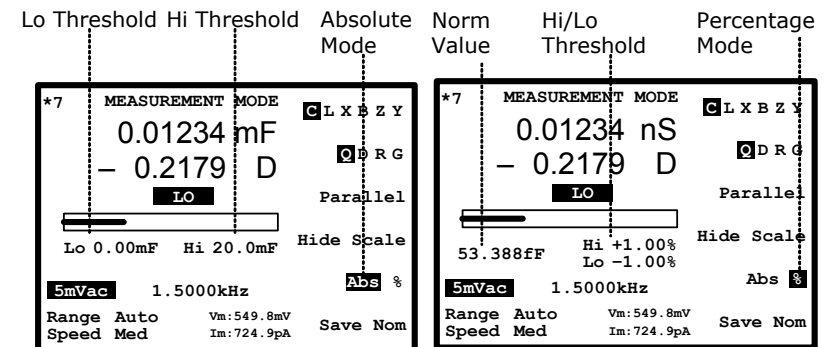 Lo Threshold Hi Threshold Absolute Mode
Norm Value Hi/Lo Threshold Percentage Mode
*7 MEASUREMENT MODE
C L X B Z Y
0.01234 mF
Q D R G
– 0.2179 D
LO
Parallel
Lo 0.00mF Hi 20.0mF
Hide Scale
Abs %
5mVac 1.5000kHz
Range Auto Vm:549.8mV
Speed Med Im:724.9pA
Save Nom
*7 MEASUREMENT MODE
C L X B Z Y
0.01234 nS
Q D R G
– 0.2179 D
LO
Parallel
53.388fF
Hi +1.00%
Lo –1.00%
Hide Scale
Abs %
5mVac 1.5000kHz
Range Auto Vm:549.8mV
Speed Med Im:724.9pA
Save Nom